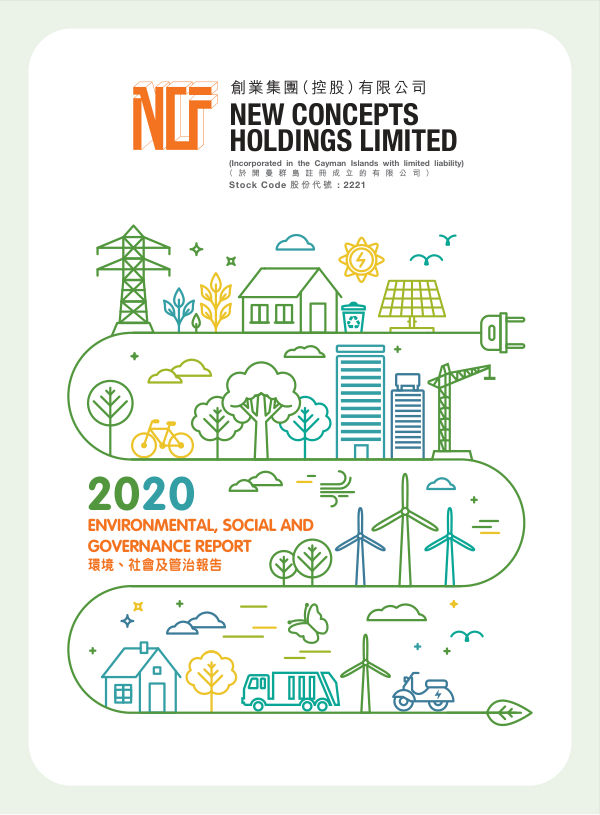 NCF
創業集團(控股)有限公司
NEW CONCEPTS
HOLDINGS LIMITED
(Incorporated in the Cayman Islands with limited liability)
(於開曼群島註冊成立的有限公司)
Stock Code 股份代號 : 2221
2020
ENVIRONMENTAL, SOCIAL AND
GOVERNANCE REPORT
環境、社會及管治報告